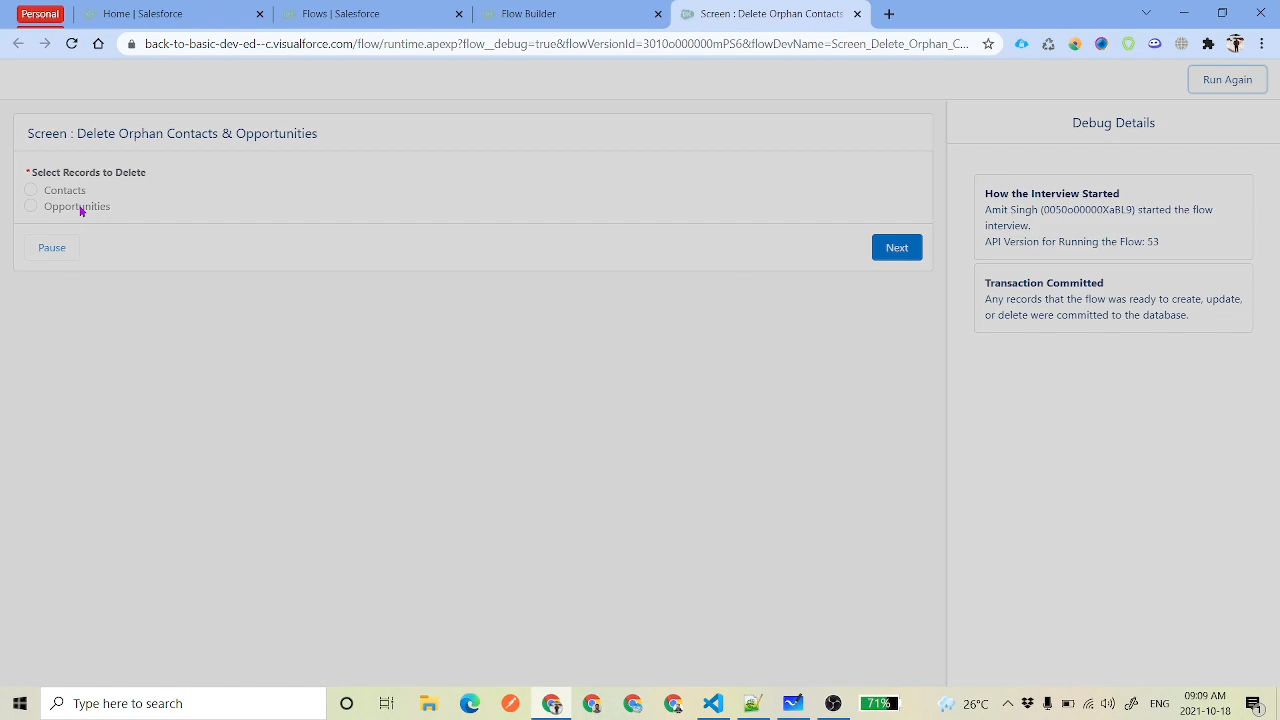 Personal
Home | Salesforce
Flows | Salesforce
Flow Builder
Screen : Delete Orphan Contacts
back-to-basic-dev-ed--c.visualforce.com/flow/runtime.apexp?flow__debug=true&flowVersionId=3010o000000mPS6&flowDevName=Screen_Delete_Orphan_C...
Run Again
Screen : Delete Orphan Contacts & Opportunities
*Select Records to Delete
Contacts
Opportunities
Pause
Next
Debug Details
How the Interview Started
Amit Singh (0050o00000XaBL9) started the flow
interview.
API Version for Running the Flow: 53
Transaction Committed
Any records that the flow was ready to create, update,
or delete were committed to the database.
Type here to search
71%
26°C
ENG
09:09 AM
2021-10-18
1